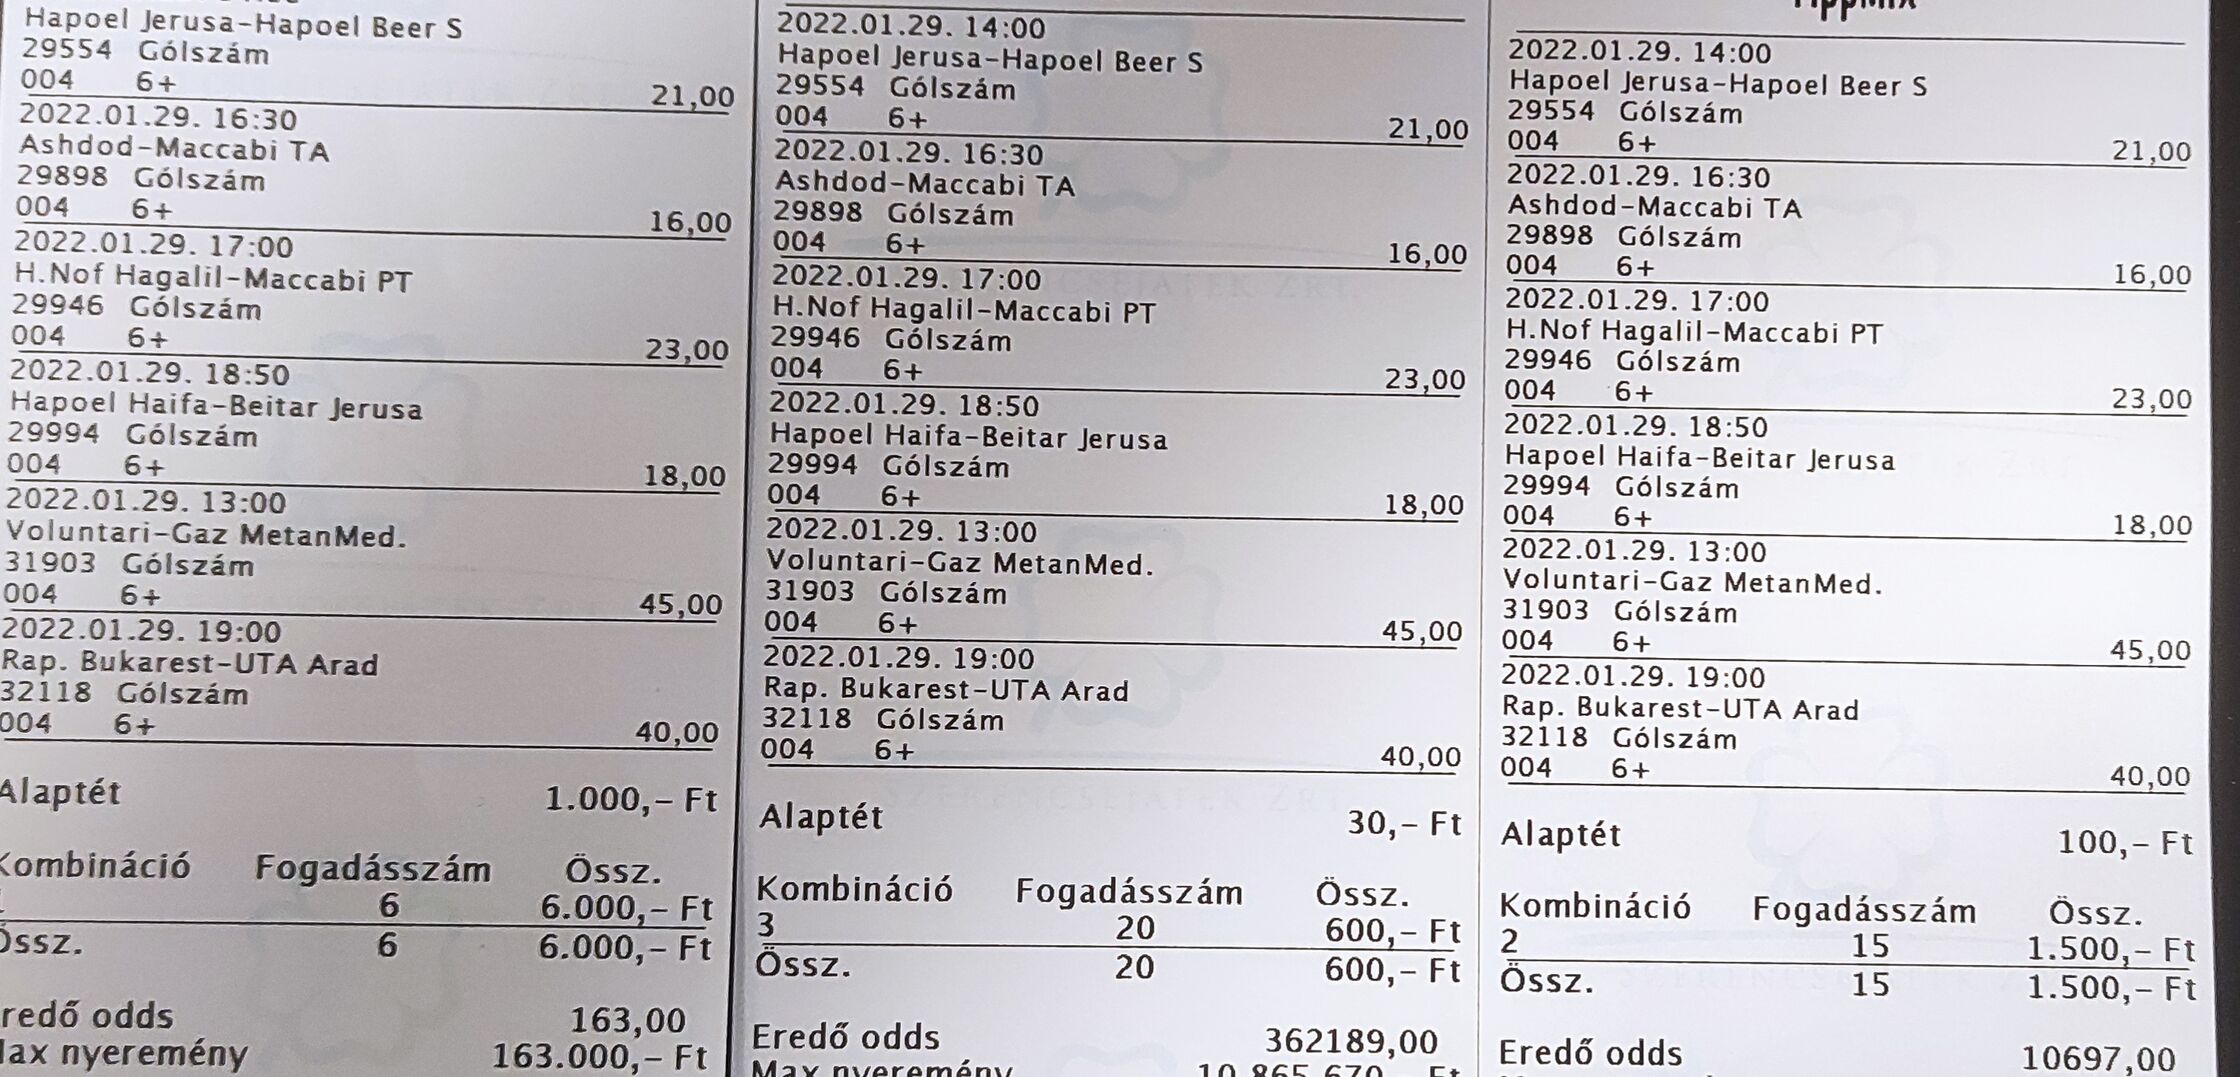 Hapoel Jerusa-Hapoel Beer S
29554 Gólszám
004 6+ 21,00
2022.01.29. 16:30
Ashdod-Maccabi TA
29898 Gólszám
004 6+ 16,00
2022.01.29. 17:00
H.Nof Hagalil-Maccabi PT
29946 Gólszám
004 6+ 23,00
2022.01.29. 18:50
Hapoel Haifa-Beitar Jerusa
29994 Gólszám
004 6+ 18,00
2022.01.29. 13:00
Voluntari-Gaz MetanMed.
31903 Gólszám
004 6+ 45,00
2022.01.29. 19:00
Rap. Bukarest-UTA Arad
32118 Gólszám
004 6+ 40,00
Alaptét 1.000,- Ft
Kombináció Fogadásszám Össz.
6 6.000,- Ft
Össz. 6 6.000,- Ft
redő odds 163,00
ax nyeremény 163.000,- Ft
2022.01.29. 14:00
Hapoel Jerusa-Hapoel Beer S
29554 Gólszám
004 6+ 21,00
2022.01.29. 16:30
Ashdod-Maccabi TA
29898 Gólszám
004 6+ 16,00
2022.01.29. 17:00
H.Nof Hagalil-Maccabi PT
29946 Gólszám
004 6+ 23,00
2022.01.29. 18:50
Hapoel Haifa-Beitar Jerusa
29994 Gólszám
004 6+ 18,00
2022.01.29. 13:00
Voluntari-Gaz MetanMed.
31903 Gólszám
004 6+ 45,00
2022.01.29. 19:00
Rap. Bukarest-UTA Arad
32118 Gólszám
004 6+ 40,00
Alaptét 30,- Ft
Kombináció Fogadásszám Össz.
3 20 600,- Ft
Össz. 20 600,- Ft
Eredő odds 362189,00
Max nyeremény 10.865.670,- Ft
TippMix
2022.01.29. 14:00
Hapoel Jerusa-Hapoel Beer S
29554 Gólszám
004 6+ 21,00
2022.01.29. 16:30
Ashdod-Maccabi TA
29898 Gólszám
004 6+ 16,00
2022.01.29. 17:00
H.Nof Hagalil-Maccabi PT
29946 Gólszám
004 6+ 23,00
2022.01.29. 18:50
Hapoel Haifa-Beitar Jerusa
29994 Gólszám
004 6+ 18,00
2022.01.29. 13:00
Voluntari-Gaz MetanMed.
31903 Gólszám
004 6+ 45,00
2022.01.29. 19:00
Rap. Bukarest-UTA Arad
32118 Gólszám
004 6+ 40,00
Alaptét 100,- Ft
Kombináció Fogadásszám Össz.
2 15 1.500,- Ft
Össz. 15 1.500,- Ft
Eredő odds 10697,00